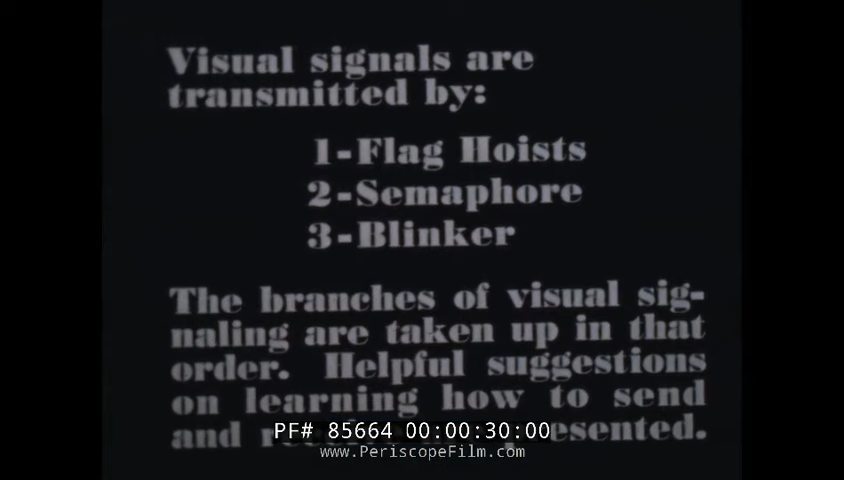 Visual signals are
transmitted by:
1-Flag Hoists
2-Semaphore
3-Blinker
The branches of visual sig-
naling are taken up in that
order. Helpful suggestions
on learning how to send
and
PF# 85664 00:00:30:00
www.PeriscopeFilm.com